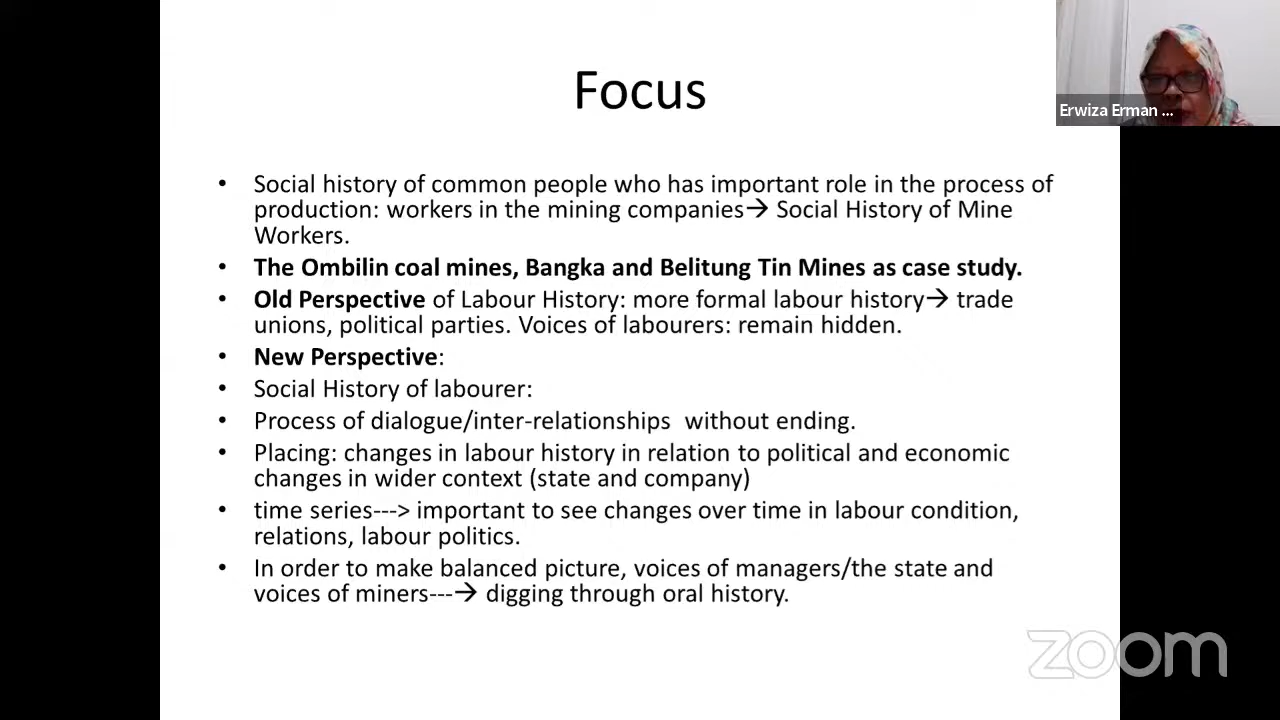 Focus
Erwiza Erman ...
• Social history of common people who has important role in the process of
production: workers in the mining companies→ Social History of Mine
Workers.
• The Ombilin coal mines, Bangka and Belitung Tin Mines as case study.
• Old Perspective of Labour History: more formal labour history→ trade
unions, political parties. Voices of labourers: remain hidden.
• New Perspective:
• Social History of labourer:
• Process of dialogue/inter-relationships  without ending.
• Placing: changes in labour history in relation to political and economic
changes in wider context (state and company)
• time series---> important to see changes over time in labour condition,
relations, labour politics.
• In order to make balanced picture, voices of managers/the state and
voices of miners---→ digging through oral history.
zoom